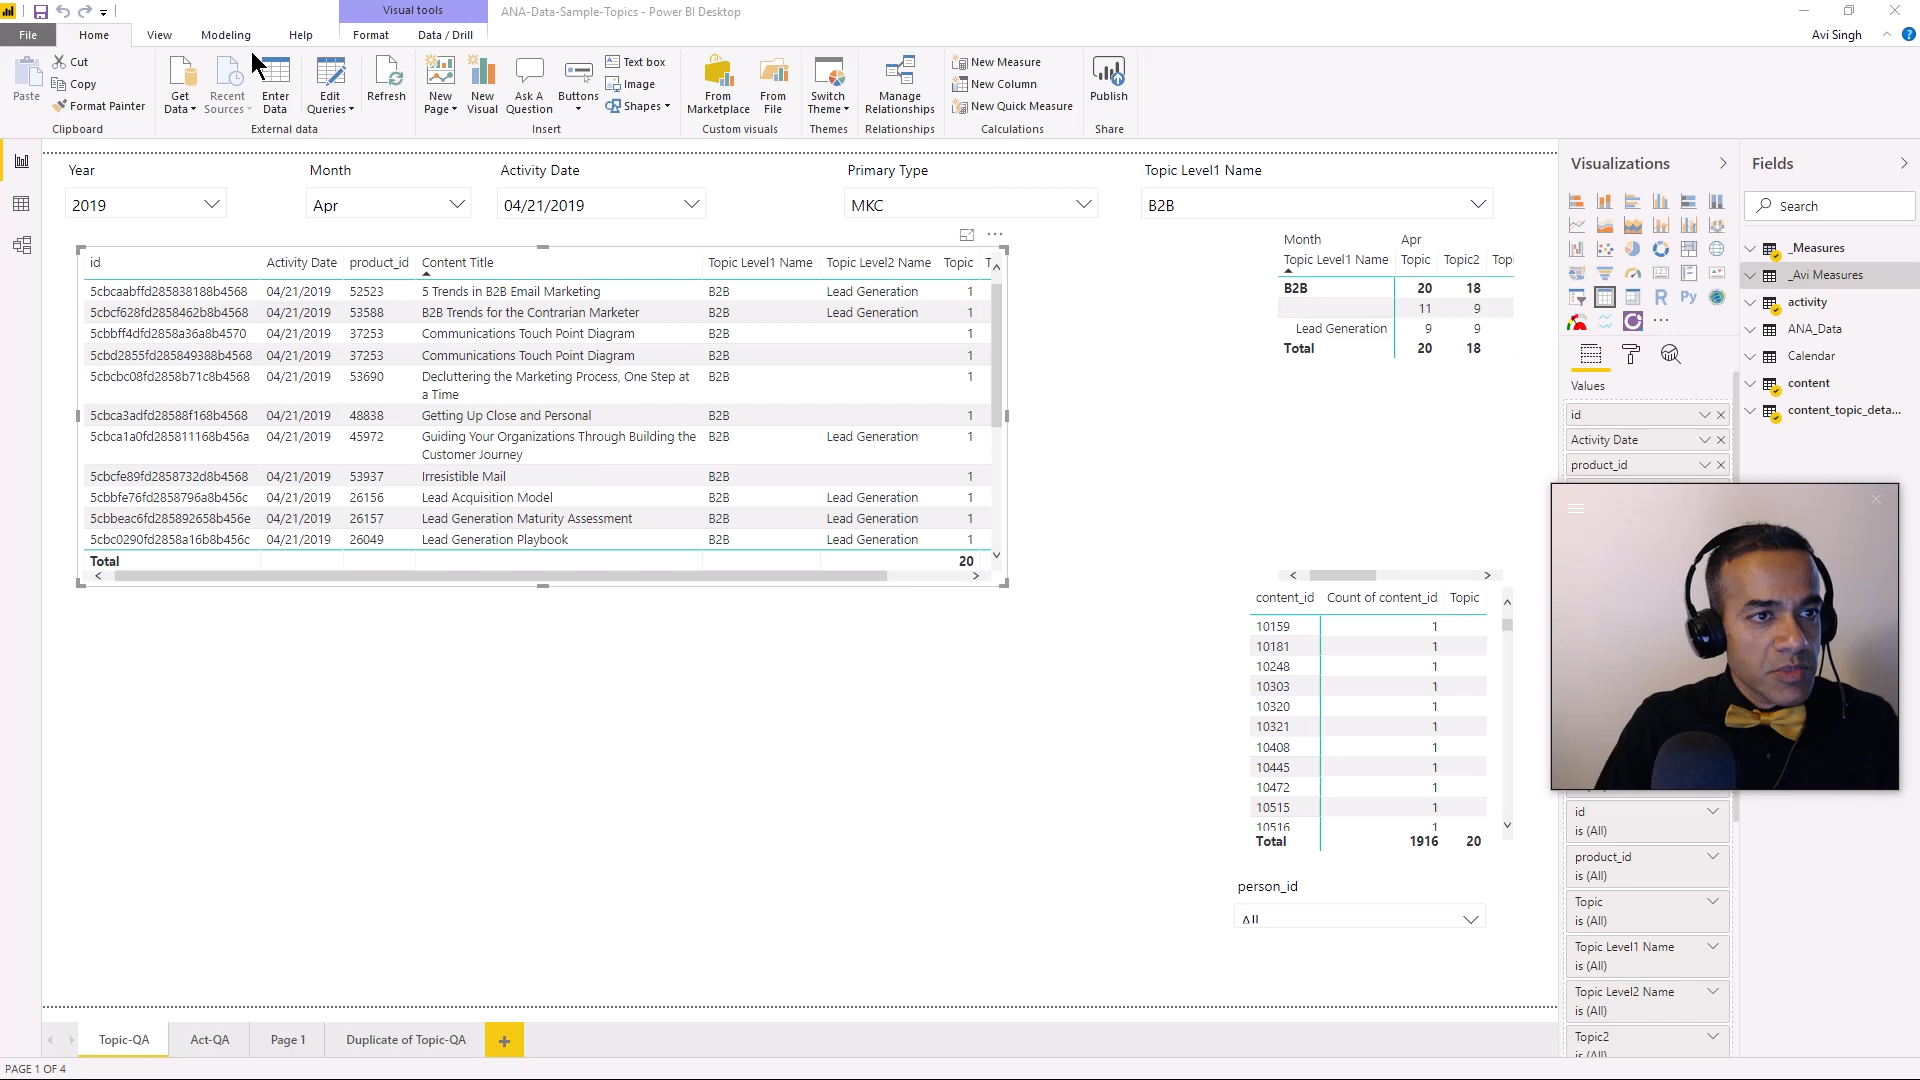 Visual tools
ANA-Data-Sample-Topics - Power BI Desktop
File Home View Modeling Help Format Data / Drill
Avi Singh
Paste
Cut
Copy
Format Painter
Clipboard
Get Data
Recent Sources
Enter Data
Edit Queries
Refresh
External data
New Page
New Visual
Ask A Question
Buttons
Text box
Image
Shapes
Insert
From Marketplace
From File
Custom visuals
Switch Theme
Themes
Manage Relationships
Relationships
New Measure
New Column
New Quick Measure
Calculations
Publish
Share
Year
2019
Month
Apr
Activity Date
04/21/2019
Primary Type
MKC
Topic Level1 Name
B2B
id Activity Date product_id Content Title Topic Level1 Name Topic Level2 Name Topic T
5cbcaabffd285838188b4568 04/21/2019 52523 5 Trends in B2B Email Marketing B2B Lead Generation 1
5cbcf628fd28588462b8b4568 04/21/2019 53588 B2B Trends for the Contrarian Marketer B2B Lead Generation 1
5cbbff4dfd2858a36a8b4570 04/21/2019 37253 Communications Touch Point Diagram B2B 1
5cbd2855fd285849388b4568 04/21/2019 37253 Communications Touch Point Diagram B2B 1
5cbcbc08fd2858b71c8b4568 04/21/2019 53690 Decluttering the Marketing Process, One Step at B2B 1
a Time
5cbca3adfd28588f168b4568 04/21/2019 48838 Getting Up Close and Personal B2B 1
5cbca1a0fd285811168b456a 04/21/2019 45972 Guiding Your Organizations Through Building the B2B Lead Generation 1
Customer Journey
5cbcfe89fd2858732d8b4568 04/21/2019 53937 Irresistible Mail B2B 1
5cbbfe76fd2858796a8b456c 04/21/2019 26156 Lead Acquisition Model B2B Lead Generation 1
5cbbeac6fd285892658b456e 04/21/2019 26157 Lead Generation Maturity Assessment B2B Lead Generation 1
5cbc0290fd2858a16b8b456c 04/21/2019 26049 Lead Generation Playbook B2B Lead Generation 1
Total 20
Month Apr
Topic Level1 Name Topic Topic2 Topi
B2B 20 18
11 9
Lead Generation 9 9
Total 20 18
content_id Count of content_id Topic
10159 1
10181 1
10248 1
10303 1
10320 1
10321 1
10408 1
10445 1
10472 1
10515 1
10516 1
Total 1916 20
person_id
All
Visualizations
R Py
Values
id
Activity Date
product_id
id
is (All)
product_id
is (All)
Topic
is (All)
Topic Level1 Name
is (All)
Topic Level2 Name
is (All)
Topic2
is (All)
Fields
Search
_Measures
_Avi Measures
activity
ANA_Data
Calendar
content
content_topic_deta...
Topic-QA Act-QA Page 1 Duplicate of Topic-QA +
PAGE 1 OF 4